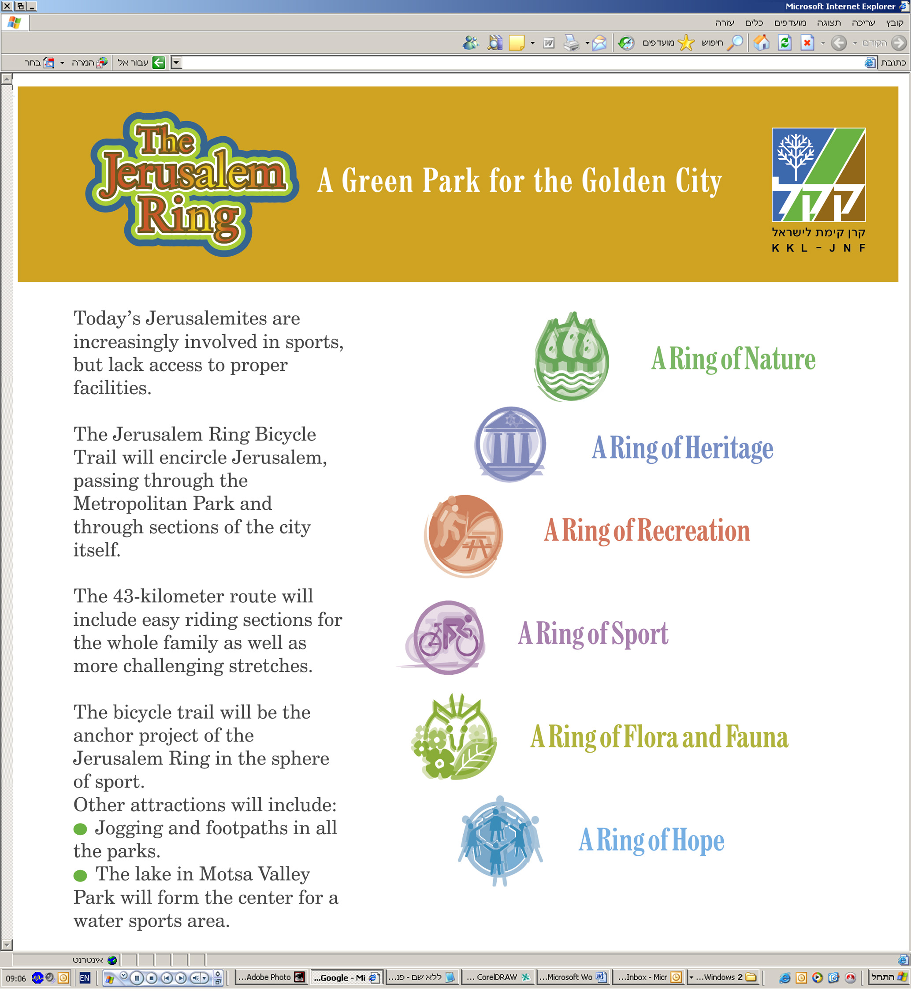 Microsoft Internet Explorer
קובץ עריכה תצוגה מועדפים כלים עזרה
הקודם חיפוש מועדפים
כתובת עבור אל המרה בחר
The
Jerusalem
Ring
A Green Park for the Golden City
קקל
קרן קימת לישראל
KKL-JNF
Today’s Jerusalemites are
increasingly involved in sports,
but lack access to proper
facilities.
The Jerusalem Ring Bicycle
Trail will encircle Jerusalem,
passing through the
Metropolitan Park and
through sections of the city
itself.
The 43-kilometer route will
include easy riding sections for
the whole family as well as
more challenging stretches.
The bicycle trail will be the
anchor project of the
Jerusalem Ring in the sphere
of sport.
Other attractions will include:
● Jogging and footpaths in all
the parks.
● The lake in Motsa Valley
Park will form the center for a
water sports area.
A Ring of Nature
A Ring of Heritage
A Ring of Recreation
A Ring of Sport
A Ring of Flora and Fauna
A Ring of Hope
אינטרנט
09:06 EN ...Adobe Photo ...Google - Mi ...ללא שם - פנ ... CorelDRAW ...Microsoft Wo ...Inbox - Micr ...Windows 2 התחל